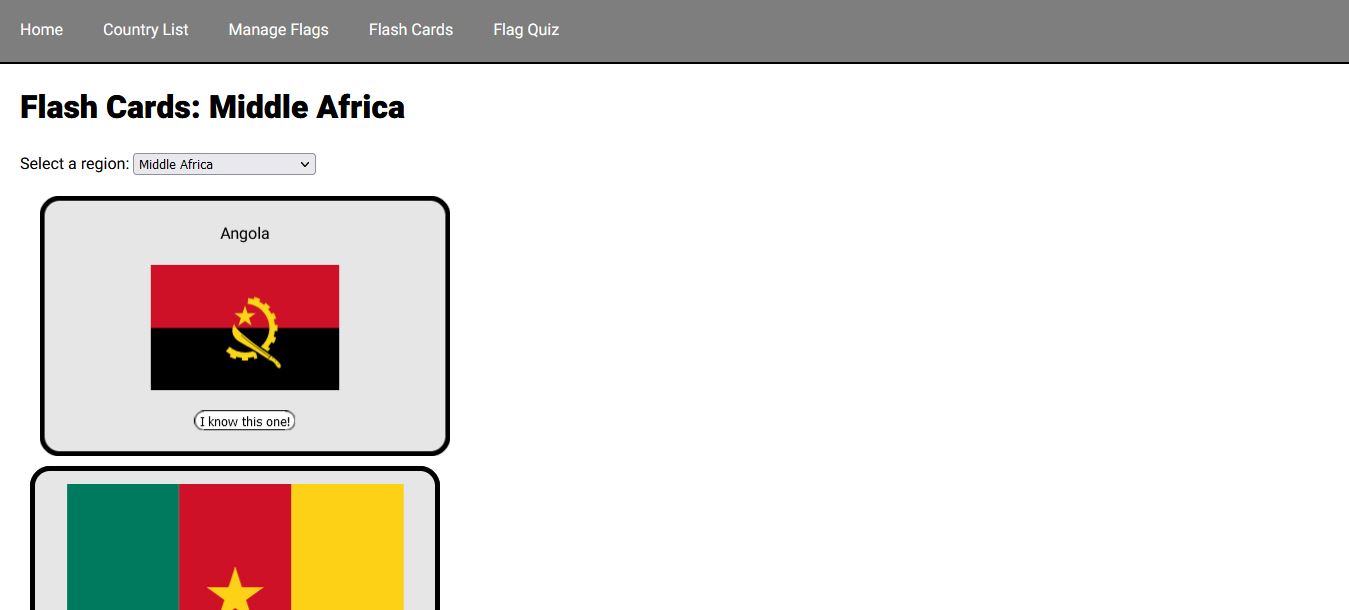 Home Country List Manage Flags Flash Cards Flag Quiz
Flash Cards: Middle Africa
Select a region: Middle Africa
Angola
I know this one!